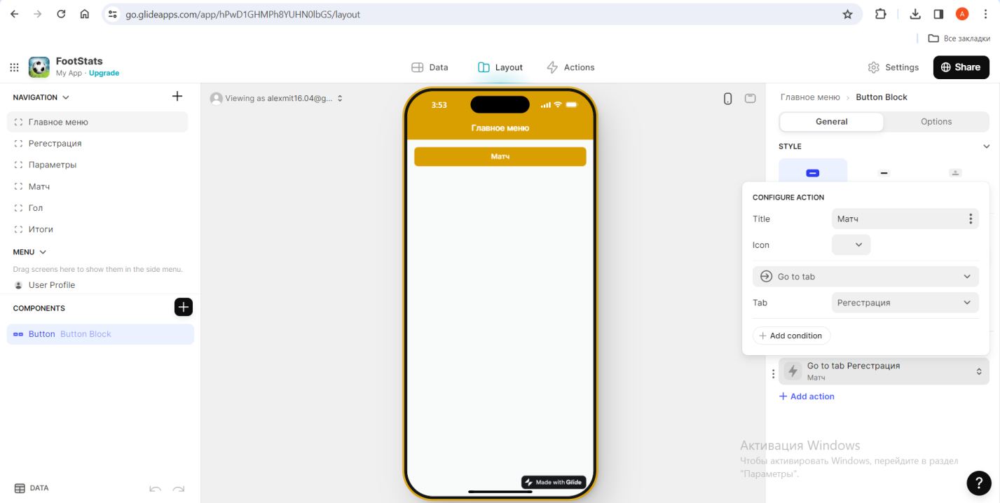 go.glideapps.com/app/hPwD1GHMPh8YUHN0lbGS/layout
A
Все закладки
FootStats
My App · Upgrade
Data
Layout
Actions
Settings
Share
NAVIGATION
Главное меню
Регестрация
Параметры
Матч
Гол
Итоги
MENU
Drag screens here to show them in the side menu.
User Profile
COMPONENTS
Button Button Block
DATA
Viewing as alexmit16.04@g...
3:53
Главное меню
Матч
Made with Glide
Главное меню › Button Block
General
Options
STYLE
CONFIGURE ACTION
Title Матч
Icon
Go to tab
Tab Регестрация
+ Add condition
Go to tab Регестрация
Матч
+ Add action
Активация Windows
Чтобы активировать Windows, перейдите в раздел
"Параметры".
?